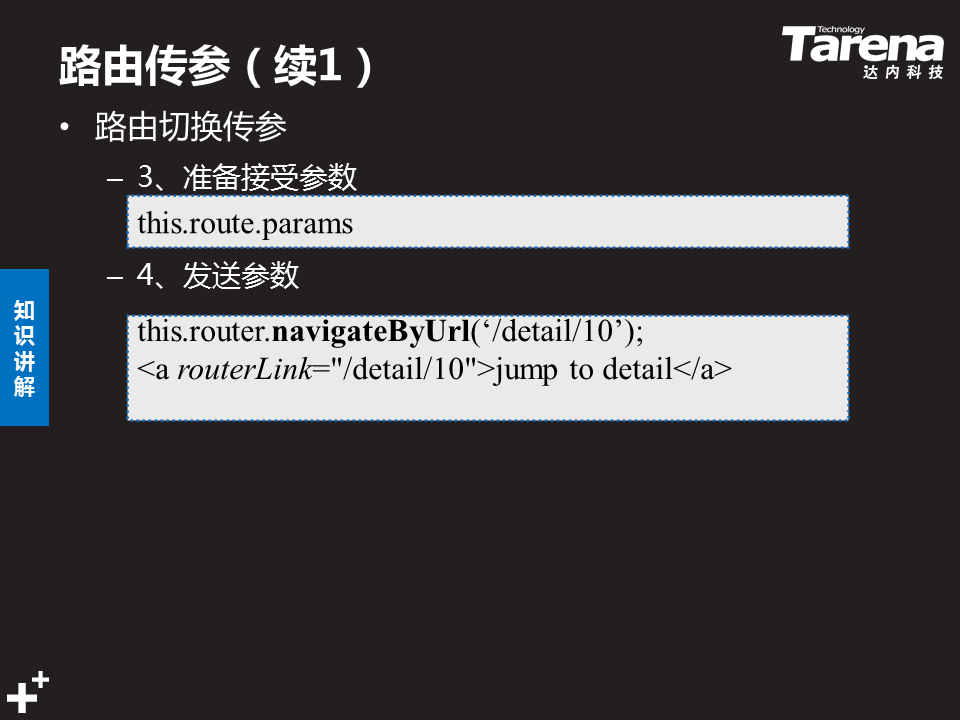 路由传参（续1）
Technology
Tarena
达内科技
• 路由切换传参
– 3、准备接受参数
this.route.params
– 4、发送参数
this.router.navigateByUrl(‘/detail/10’);
<a routerLink="/detail/10">jump to detail</a>
知识讲解